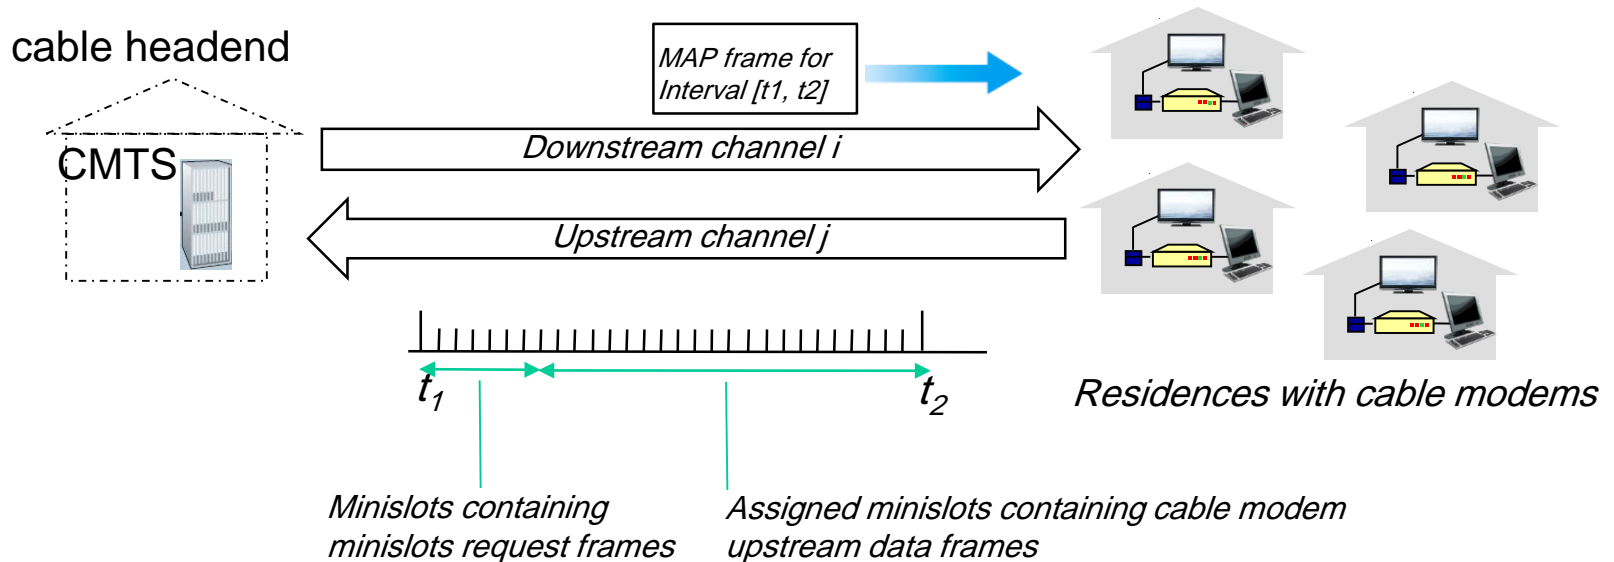 cable headend
MAP frame for
Interval [t1, t2]
CMTS
Downstream channel i
Upstream channel j
t1
t2
Residences with cable modems
Minislots containing
minislots request frames
Assigned minislots containing cable modem
upstream data frames